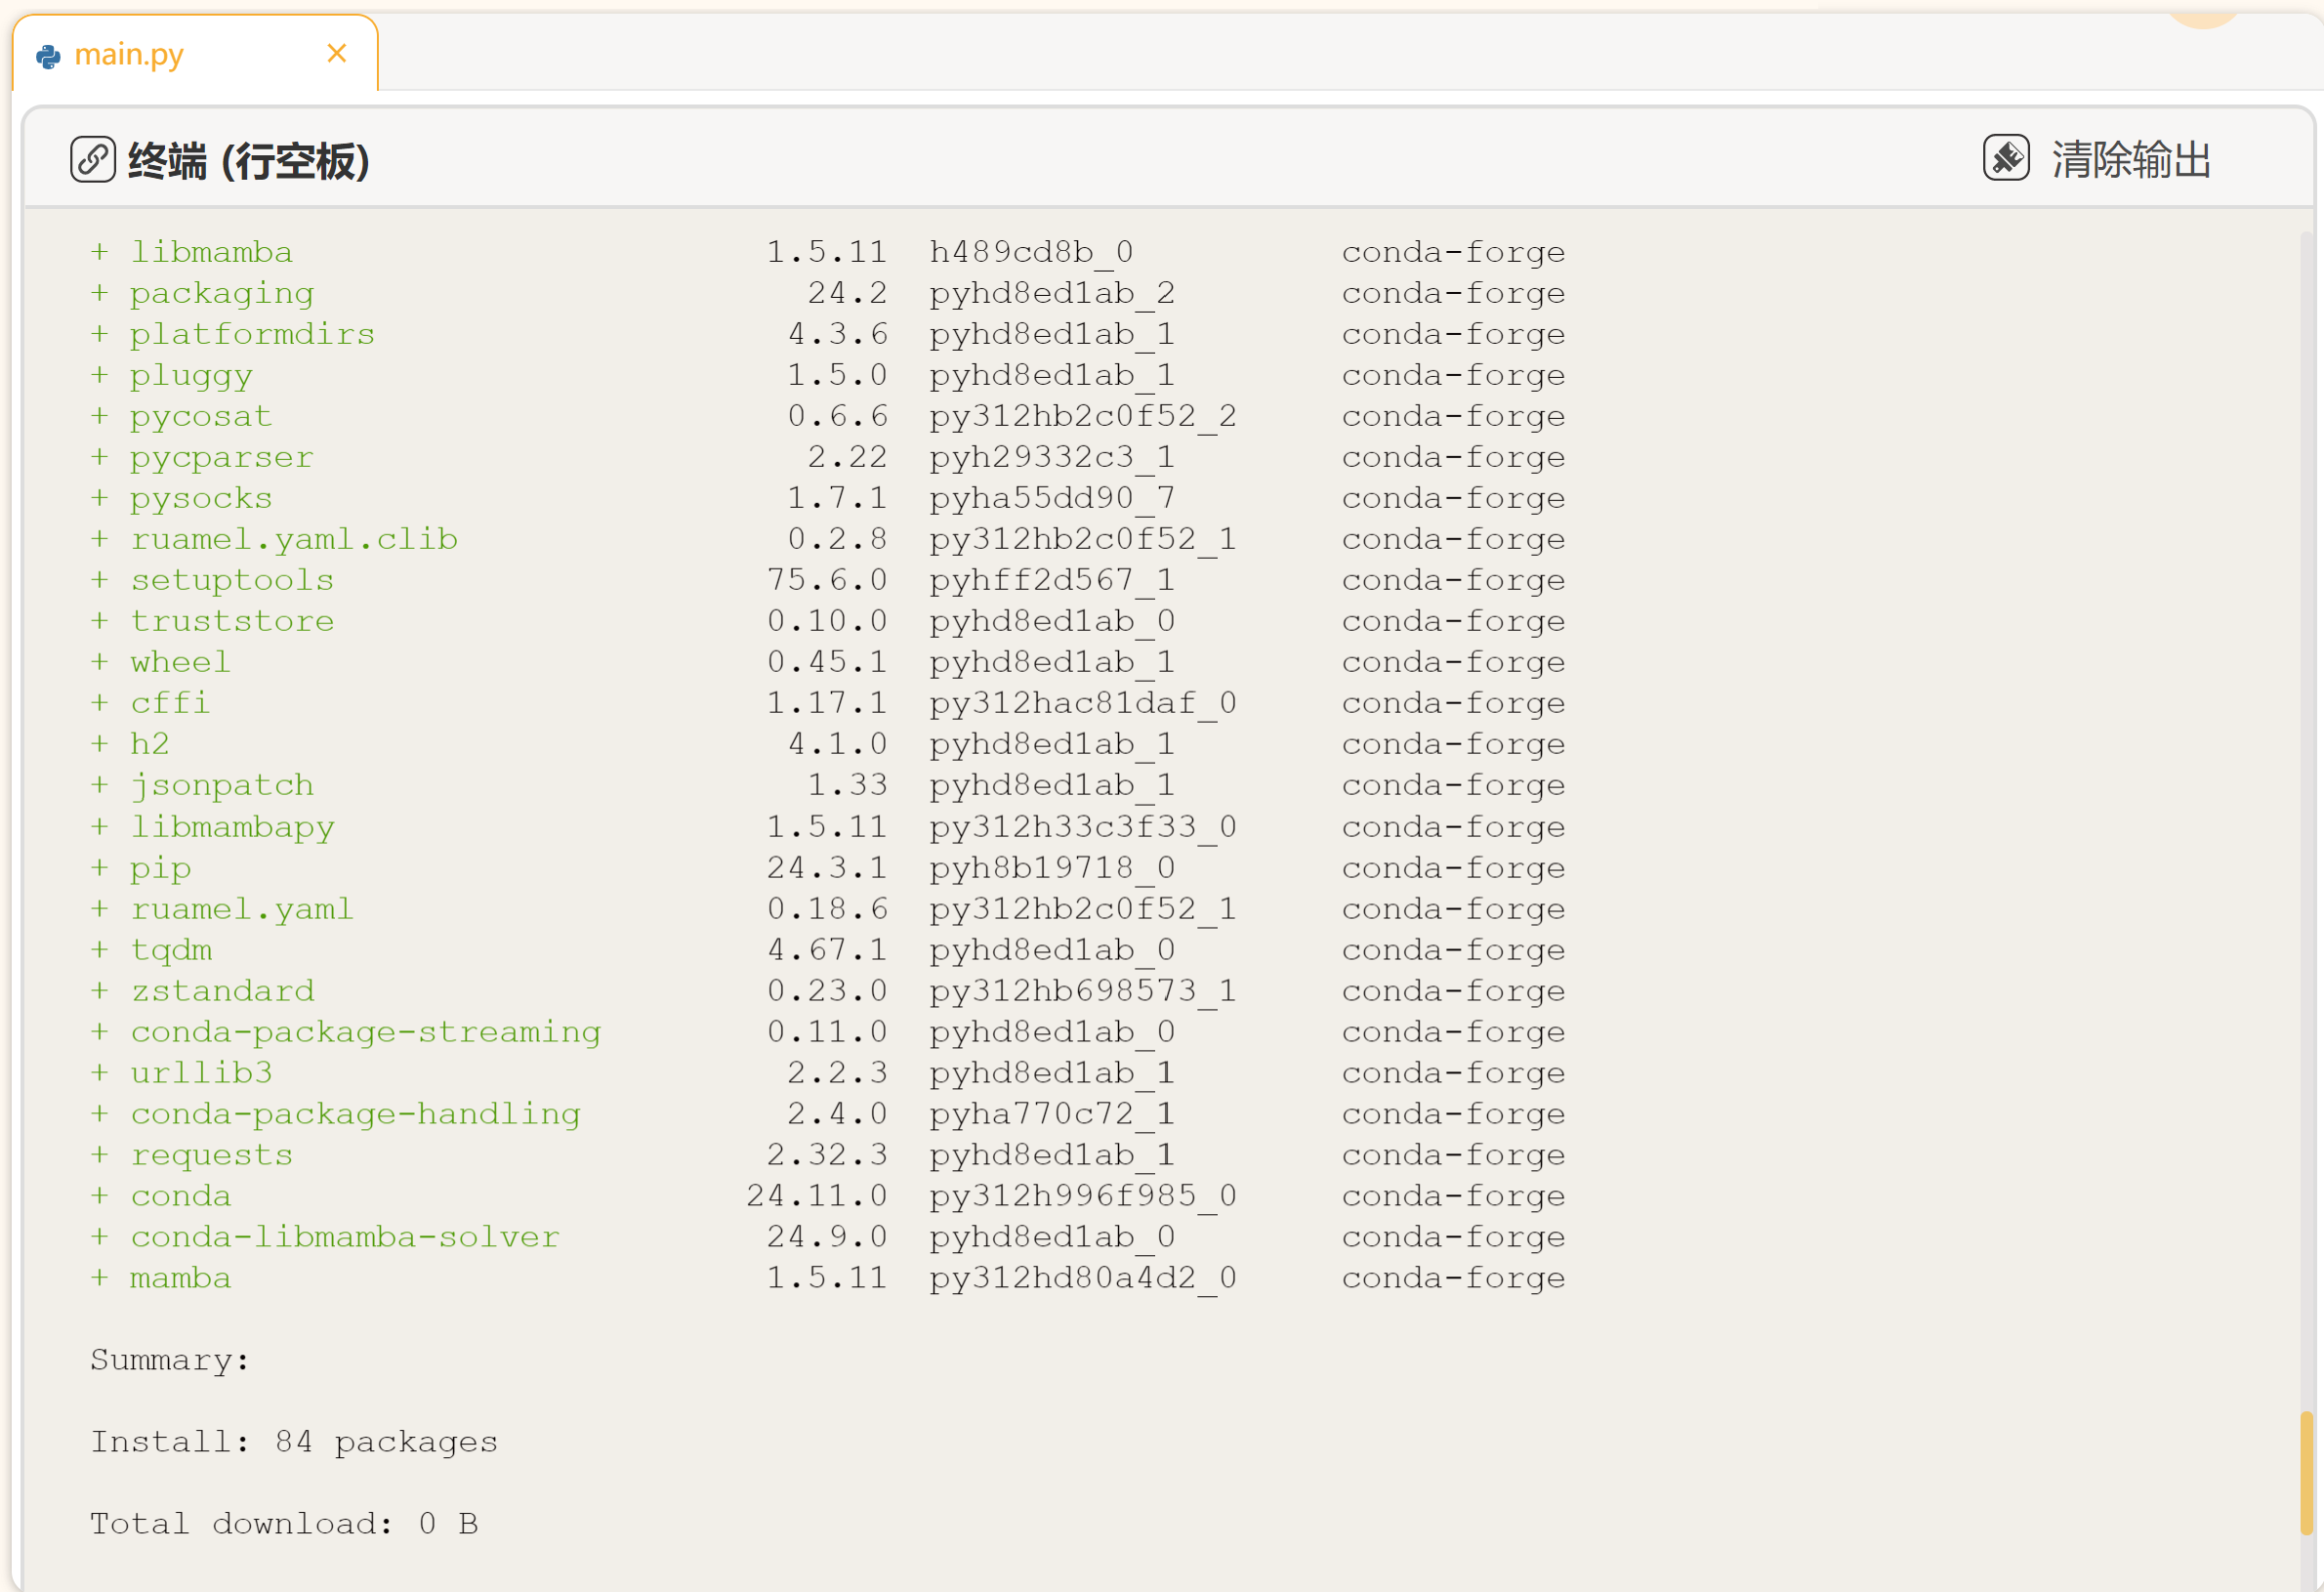 main.py
终端 (行空板) 清除输出
+ libmamba 1.5.11 h489cd8b_0 conda-forge
+ packaging 24.2 pyhd8ed1ab_2 conda-forge
+ platformdirs 4.3.6 pyhd8ed1ab_1 conda-forge
+ pluggy 1.5.0 pyhd8ed1ab_1 conda-forge
+ pycosat 0.6.6 py312hb2c0f52_2 conda-forge
+ pycparser 2.22 pyh29332c3_1 conda-forge
+ pysocks 1.7.1 pyha55dd90_7 conda-forge
+ ruamel.yaml.clib 0.2.8 py312hb2c0f52_1 conda-forge
+ setuptools 75.6.0 pyhff2d567_1 conda-forge
+ truststore 0.10.0 pyhd8ed1ab_0 conda-forge
+ wheel 0.45.1 pyhd8ed1ab_1 conda-forge
+ cffi 1.17.1 py312hac81daf_0 conda-forge
+ h2 4.1.0 pyhd8ed1ab_1 conda-forge
+ jsonpatch 1.33 pyhd8ed1ab_1 conda-forge
+ libmambapy 1.5.11 py312h33c3f33_0 conda-forge
+ pip 24.3.1 pyh8b19718_0 conda-forge
+ ruamel.yaml 0.18.6 py312hb2c0f52_1 conda-forge
+ tqdm 4.67.1 pyhd8ed1ab_0 conda-forge
+ zstandard 0.23.0 py312hb698573_1 conda-forge
+ conda-package-streaming 0.11.0 pyhd8ed1ab_0 conda-forge
+ urllib3 2.2.3 pyhd8ed1ab_1 conda-forge
+ conda-package-handling 2.4.0 pyha770c72_1 conda-forge
+ requests 2.32.3 pyhd8ed1ab_1 conda-forge
+ conda 24.11.0 py312h996f985_0 conda-forge
+ conda-libmamba-solver 24.9.0 pyhd8ed1ab_0 conda-forge
+ mamba 1.5.11 py312hd80a4d2_0 conda-forge
Summary:
Install: 84 packages
Total download: 0 B